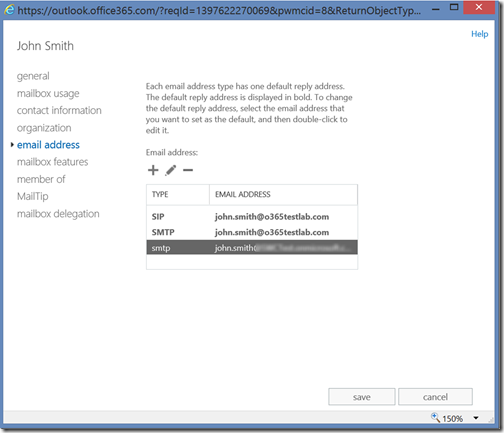 https://outlook.office365.com/?reqId=1397622270069&pwmcid=8&ReturnObjectTyp...
Help
John Smith
general
mailbox usage
contact information
organization
email address
mailbox features
member of
MailTip
mailbox delegation
Each email address type has one default reply address.
The default reply address is displayed in bold. To change
the default reply address, select the email address that
you want to set as the default, and then double-click to
edit it.
Email address:
TYPE EMAIL ADDRESS
SIP john.smith@o365testlab.com
SMTP john.smith@o365testlab.com
smtp john.smith@
save cancel
150%